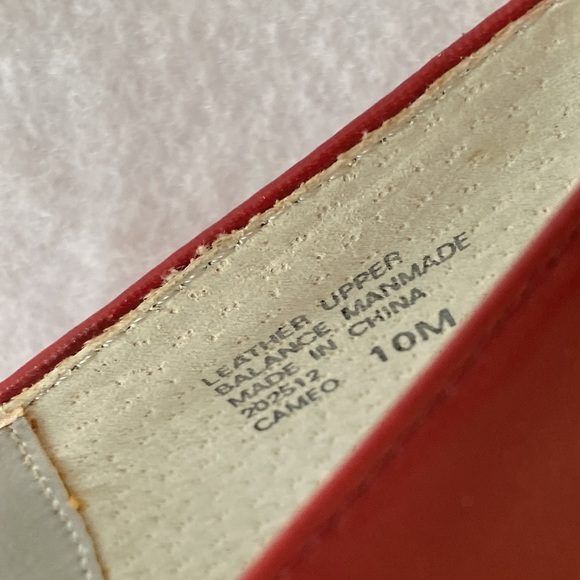 LEATHER UPPER
BALANCE MANMADE
MADE IN CHINA
202512 10M
CAMEO